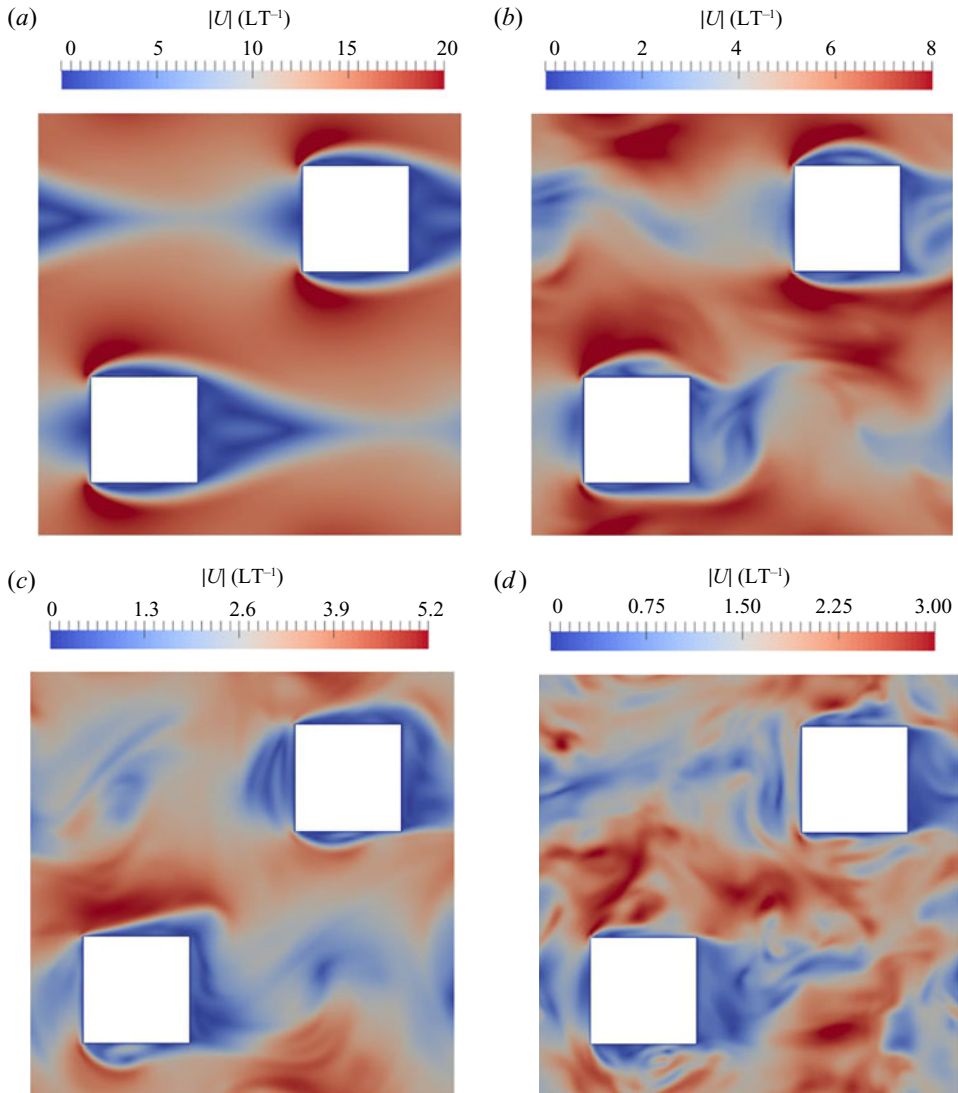 (a) |U| (LT⁻¹)
0 5 10 15 20
(b) |U| (LT⁻¹)
0 2 4 6 8
(c) |U| (LT⁻¹)
0 1.3 2.6 3.9 5.2
(d) |U| (LT⁻¹)
0 0.75 1.50 2.25 3.00